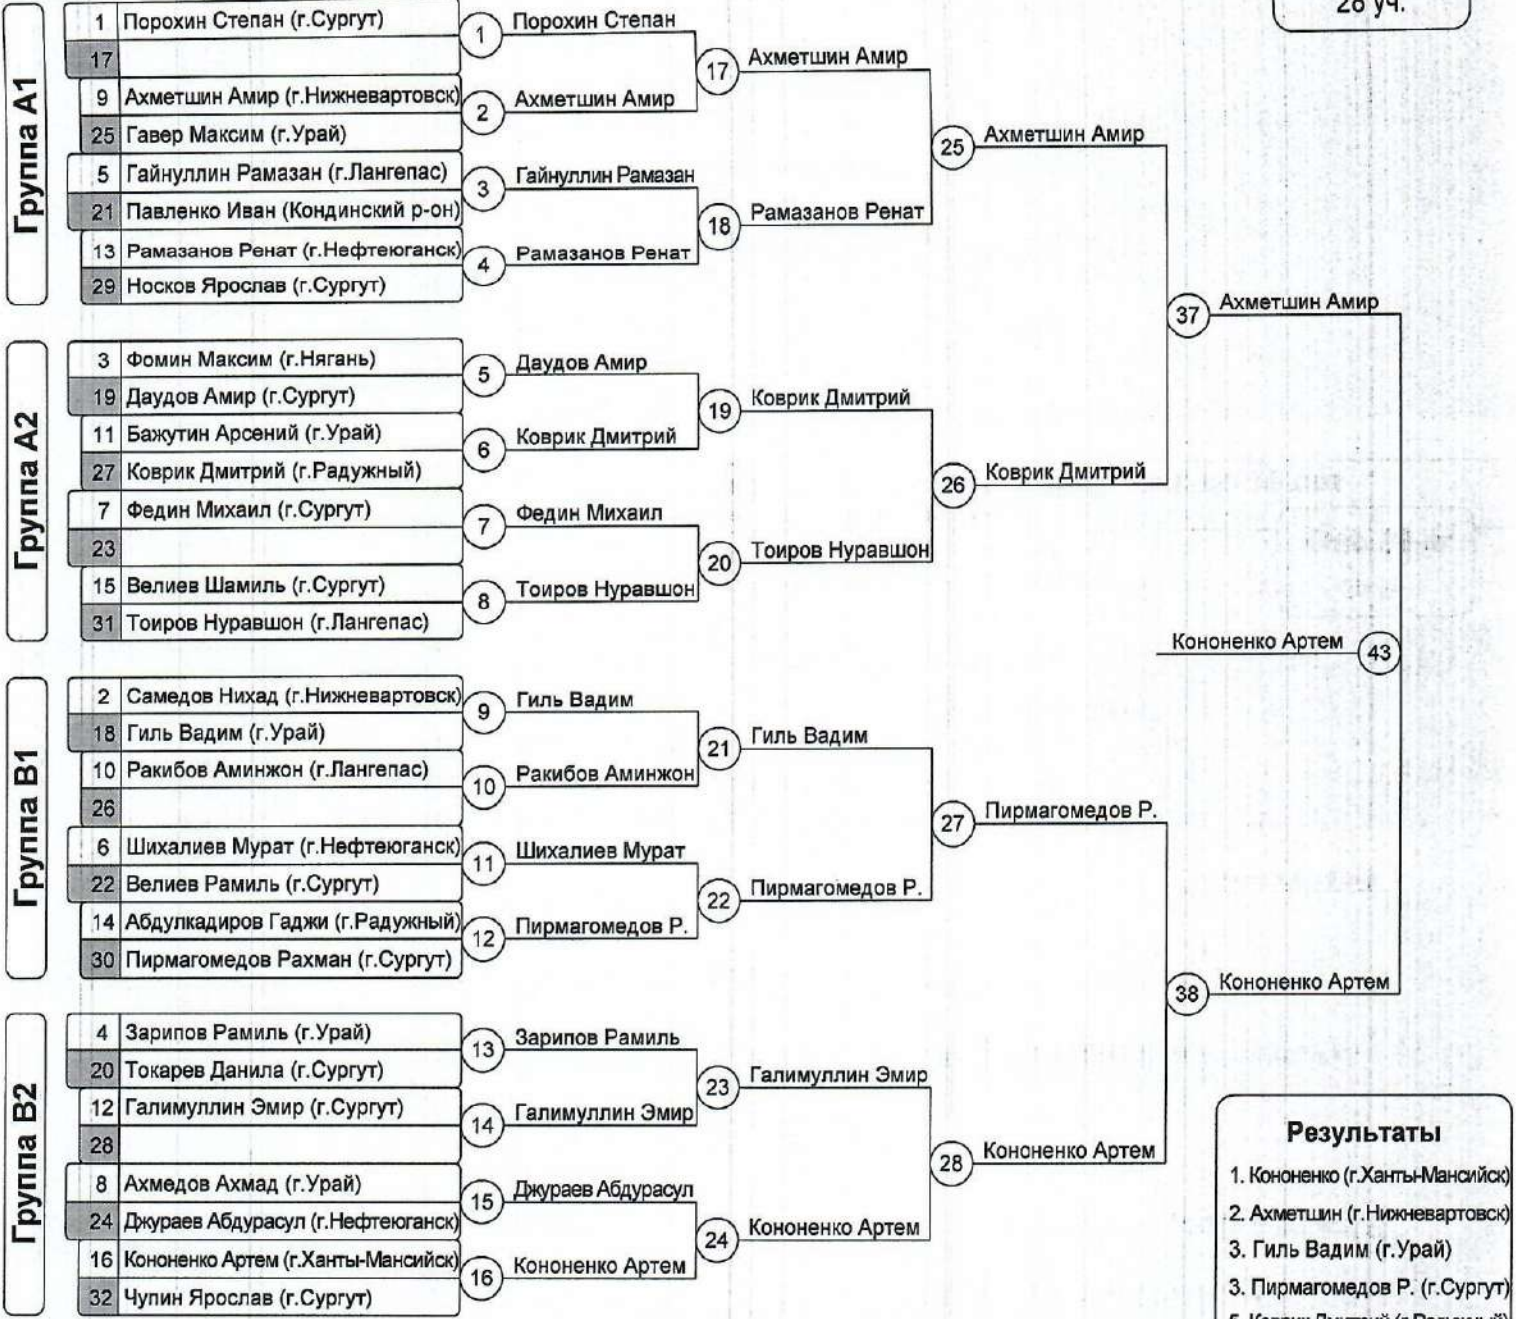 28 уч.
Группа А1
1 Порохин Степан (г.Сургут)
17
9 Ахметшин Амир (г.Нижневартовск)
25 Гавер Максим (г.Урай)
5 Гайнуллин Рамазан (г.Лангепас)
21 Павленко Иван (Кондинский р-он)
13 Рамазанов Ренат (г.Нефтеюганск)
29 Носков Ярослав (г.Сургут)
Группа А2
3 Фомин Максим (г.Нягань)
19 Даудов Амир (г.Сургут)
11 Бажутин Арсений (г.Урай)
27 Коврик Дмитрий (г.Радужный)
7 Федин Михаил (г.Сургут)
23
15 Велиев Шамиль (г.Сургут)
31 Тоиров Нуравшон (г.Лангепас)
Группа В1
2 Самедов Нихад (г.Нижневартовск)
18 Гиль Вадим (г.Урай)
10 Ракибов Аминжон (г.Лангепас)
26
6 Шихалиев Мурат (г.Нефтеюганск)
22 Велиев Рамиль (г.Сургут)
14 Абдулкадиров Гаджи (г.Радужный)
30 Пирмагомедов Рахман (г.Сургут)
Группа В2
4 Зарипов Рамиль (г.Урай)
20 Токарев Данила (г.Сургут)
12 Галимуллин Эмир (г.Сургут)
28
8 Ахмедов Ахмад (г.Урай)
24 Джураев Абдурасул (г.Нефтеюганск)
16 Кононенко Артем (г.Ханты-Мансийск)
32 Чупин Ярослав (г.Сургут)
1 Порохин Степан
2 Ахметшин Амир
3 Гайнуллин Рамазан
4 Рамазанов Ренат
5 Даудов Амир
6 Коврик Дмитрий
7 Федин Михаил
8 Тоиров Нуравшон
9 Гиль Вадим
10 Ракибов Аминжон
11 Шихалиев Мурат
12 Пирмагомедов Р.
13 Зарипов Рамиль
14 Галимуллин Эмир
15 Джураев Абдурасул
16 Кононенко Артем
17 Ахметшин Амир
18 Рамазанов Ренат
19 Коврик Дмитрий
20 Тоиров Нуравшон
21 Гиль Вадим
22 Пирмагомедов Р.
23 Галимуллин Эмир
24 Кононенко Артем
25 Ахметшин Амир
26 Коврик Дмитрий
27 Пирмагомедов Р.
28 Кононенко Артем
37 Ахметшин Амир
38 Кононенко Артем
Кононенко Артем 43
Результаты
1. Кононенко (г.Ханты-Мансийск)
2. Ахметшин (г.Нижневартовск)
3. Гиль Вадим (г.Урай)
3. Пирмагомедов Р. (г.Сургут)
5. Коврик Дмитрий (г.Радужный)